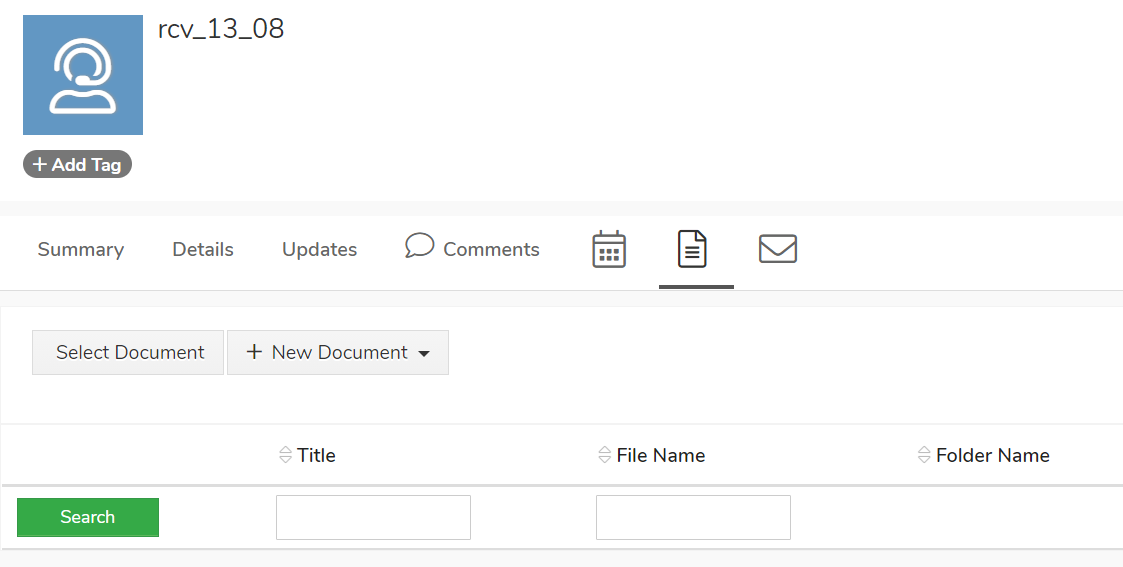 rcv_13_08
+ Add Tag
Summary Details Updates Comments
Select Document + New Document
Title File Name Folder Name
Search